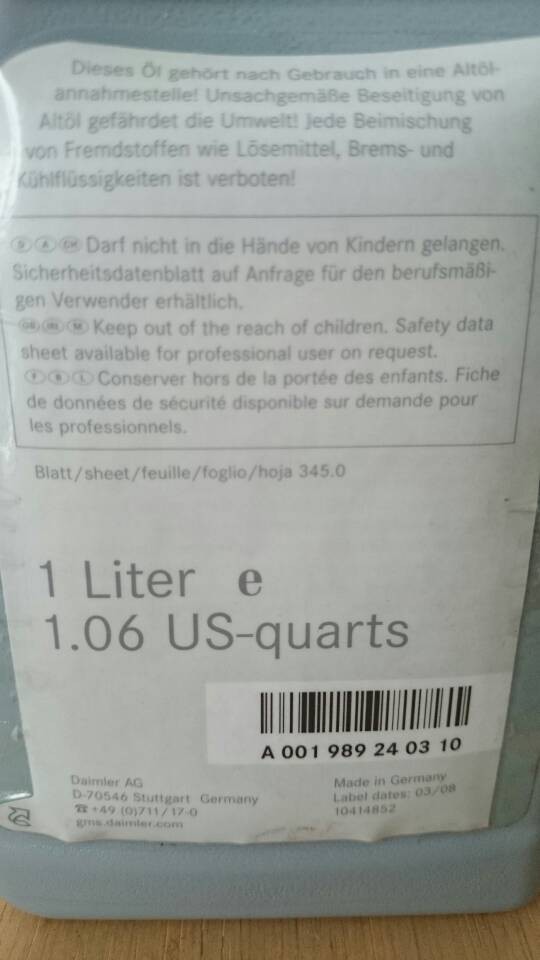 Dieses Öl gehört nach Gebrauch in eine Altöl-
annahmestelle! Unsachgemäße Beseitigung von
Altöl gefährdet die Umwelt! Jede Beimischung
von Fremdstoffen wie Lösemittel, Brems- und
Kühlflüssigkeiten ist verboten!
D A CH Darf nicht in die Hände von Kindern gelangen.
Sicherheitsdatenblatt auf Anfrage für den berufsmäßi-
gen Verwender erhältlich.
GB IRL M Keep out of the reach of children. Safety data
sheet available for professional user on request.
F B L Conserver hors de la portée des enfants. Fiche
de données de sécurité disponible sur demande pour
les professionnels.
Blatt/sheet/feuille/foglio/hoja 345.0
1 Liter e
1.06 US-quarts
A 001 989 24 03 10
Daimler AG
D-70546 Stuttgart Germany
☎ +49 (0)711/17-0
gms.daimler.com
Made in Germany
Label dates: 03/08
10414852